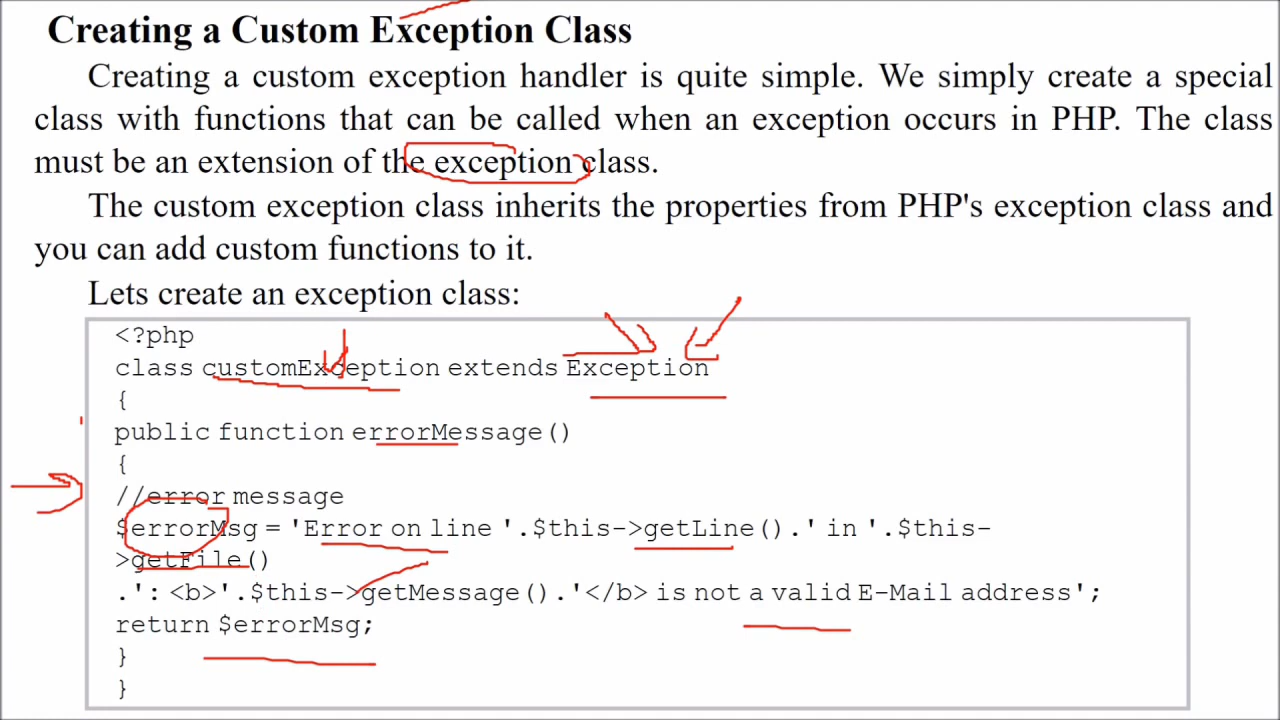 Creating a Custom Exception Class
Creating a custom exception handler is quite simple. We simply create a special
class with functions that can be called when an exception occurs in PHP. The class
must be an extension of the exception class.
The custom exception class inherits the properties from PHP's exception class and
you can add custom functions to it.
Lets create an exception class:
<?php
class customException extends Exception
{
public function errorMessage()
{
//error message
$errorMsg = 'Error on line '.$this->getLine().' in '.$this-
>getFile()
.': <b>'.$this->getMessage().'</b> is not a valid E-Mail address';
return $errorMsg;
}
}